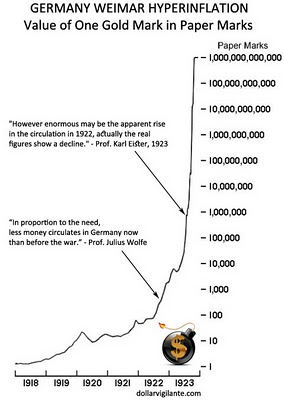 GERMANY WEIMAR HYPERINFLATION
Value of One Gold Mark in Paper Marks
Paper Marks
1,000,000,000,000
100,000,000,000
10,000,000,000
1,000,000,000
100,000,000
10,000,000
1,000,000
100,000
10,000
1,000
100
10
1
"However enormous may be the apparent rise
in the circulation in 1922, actually the real
figures show a decline." - Prof. Karl Elster, 1923
"In proportion to the need,
less money circulates in Germany now
than before the war." - Prof. Julius Wolfe
$
1918 1919 1920 1921 1922 1923
dollarvigilante.com